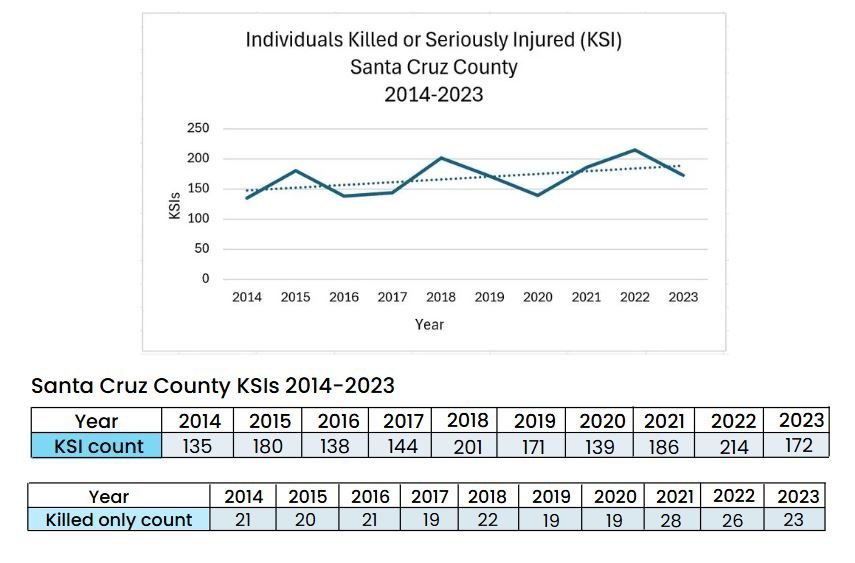 Individuals Killed or Seriously Injured (KSI)
Santa Cruz County
2014-2023
250
200
150
100
50
0
KSIs
2014 2015 2016 2017 2018 2019 2020 2021 2022 2023
Year
Santa Cruz County KSIs 2014-2023
Year 2014 2015 2016 2017 2018 2019 2020 2021 2022 2023
KSI count 135 180 138 144 201 171 139 186 214 172
Year 2014 2015 2016 2017 2018 2019 2020 2021 2022 2023
Killed only count 21 20 21 19 22 19 19 28 26 23